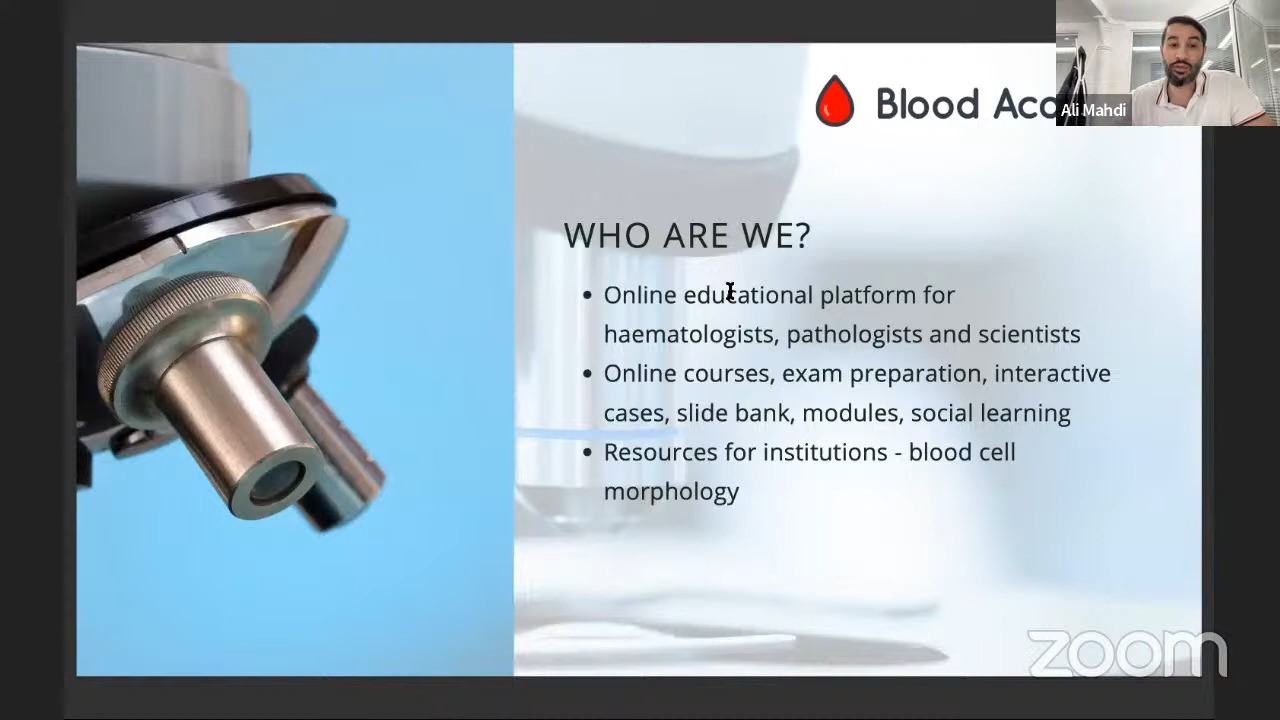 Blood
Ali Mahdi
WHO ARE WE?
• Online educational platform for
haematologists, pathologists and scientists
• Online courses, exam preparation, interactive
cases, slide bank, modules, social learning
• Resources for institutions - blood cell
morphology
zoom